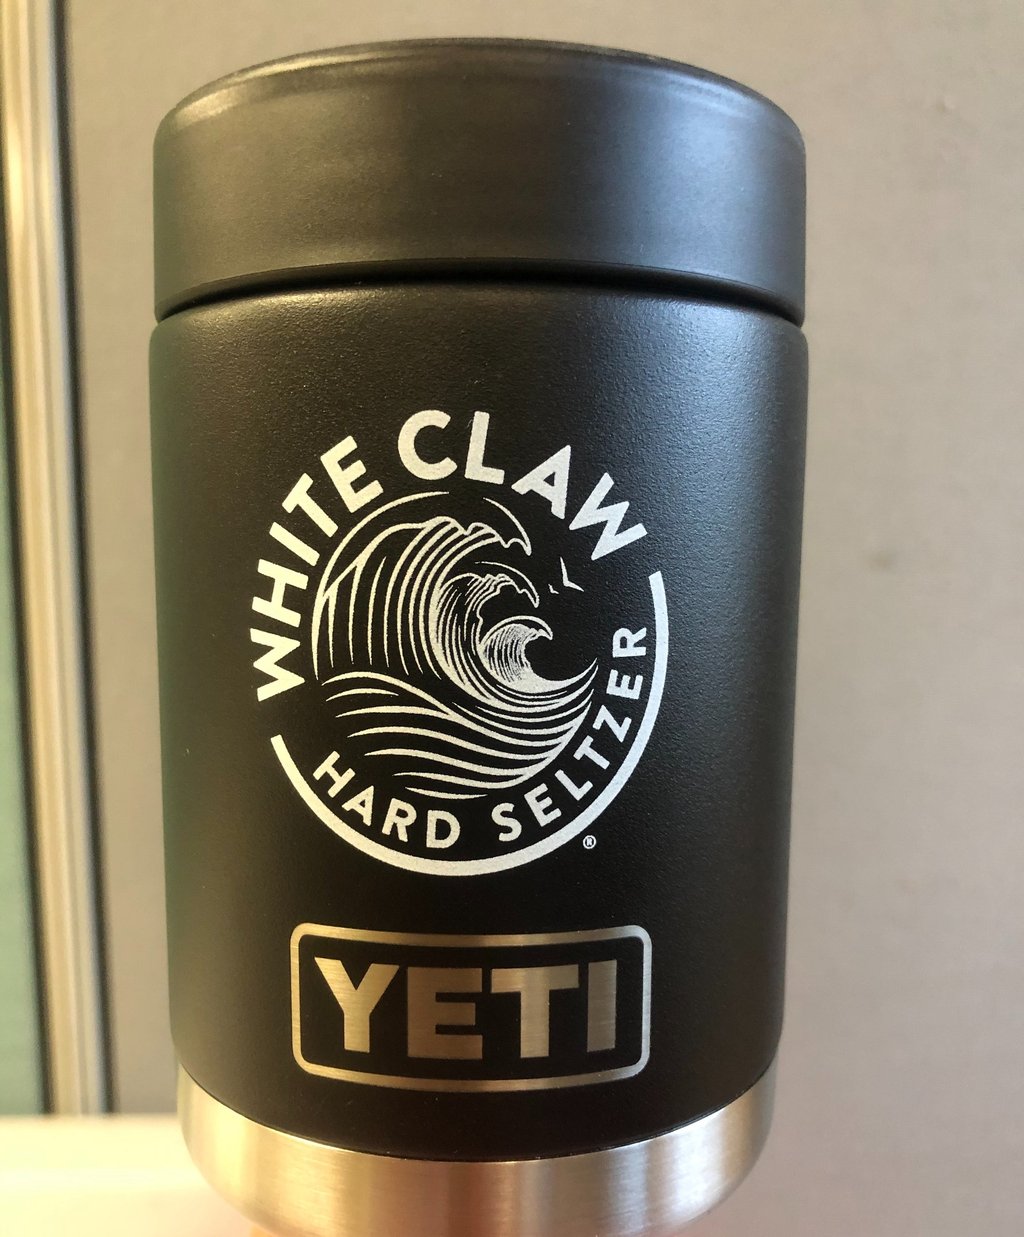 WHITE CLAW
HARD SELTZER
®
YETI